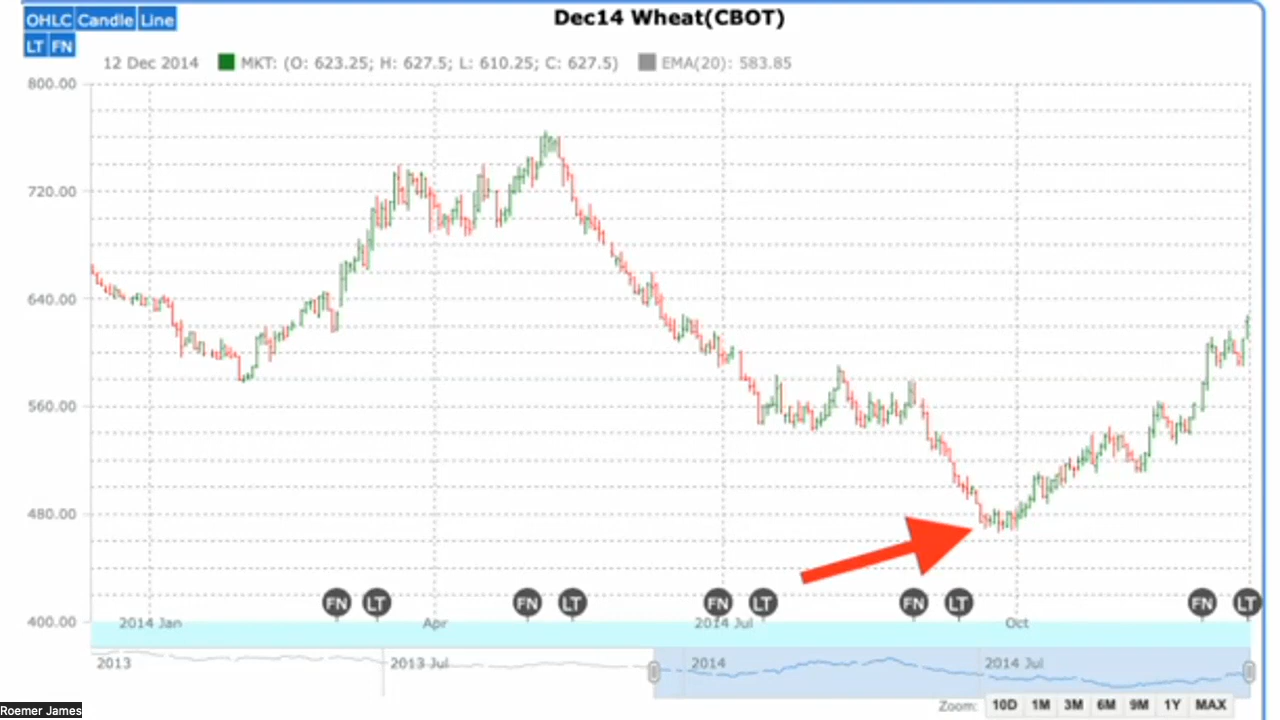 OHLC Candle Line
Dec14 Wheat(CBOT)
LT FN
12 Dec 2014 MKT: (O: 623.25; H: 627.5; L: 610.25; C: 627.5) EMA(20): 583.85
800.00
720.00
640.00
560.00
480.00
400.00
FN LT FN LT FN LT FN LT FN LT
2014 Jan Apr 2014 Jul Oct
2013 2013 Jul 2014 2014 Jul
Zoom: 10D 1M 3M 6M 9M 1Y MAX
Roemer James